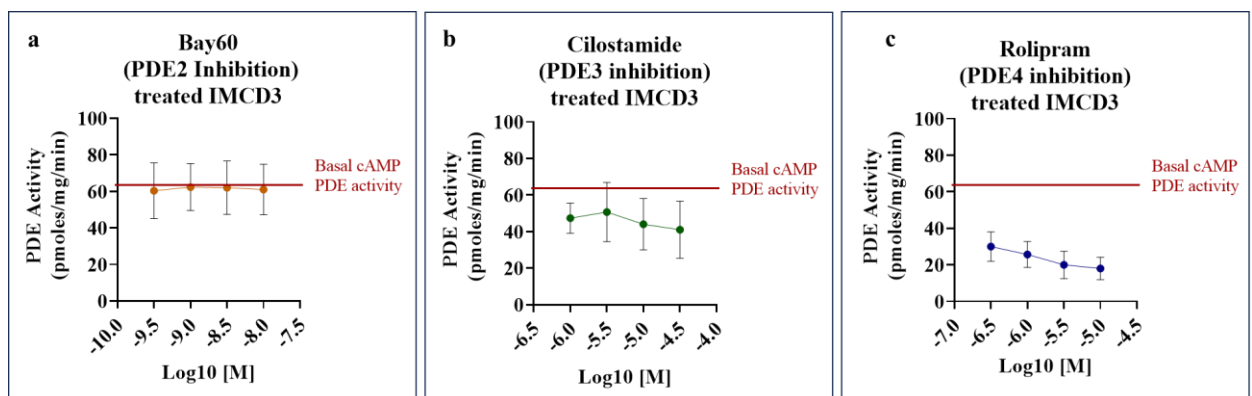 a
Bay60
(PDE2 Inhibition)
treated IMCD3
100
80
60
40
20
0
PDE Activity
(pmoles/mg/min)
Basal cAMP
PDE activity
-10.0
-9.5
-9.0
-8.5
-8.0
-7.5
Log10 [M]
b
Cilostamide
(PDE3 inhibition)
treated IMCD3
100
80
60
40
20
0
PDE Activity
(pmoles/mg/min)
Basal cAMP
PDE activity
-6.5
-6.0
-5.5
-5.0
-4.5
-4.0
Log10 [M]
c
Rolipram
(PDE4 inhibition)
treated IMCD3
100
80
60
40
20
0
PDE Activity
(pmoles/mg/min)
Basal cAMP
PDE activity
-7.0
-6.5
-6.0
-5.5
-5.0
-4.5
Log10 [M]